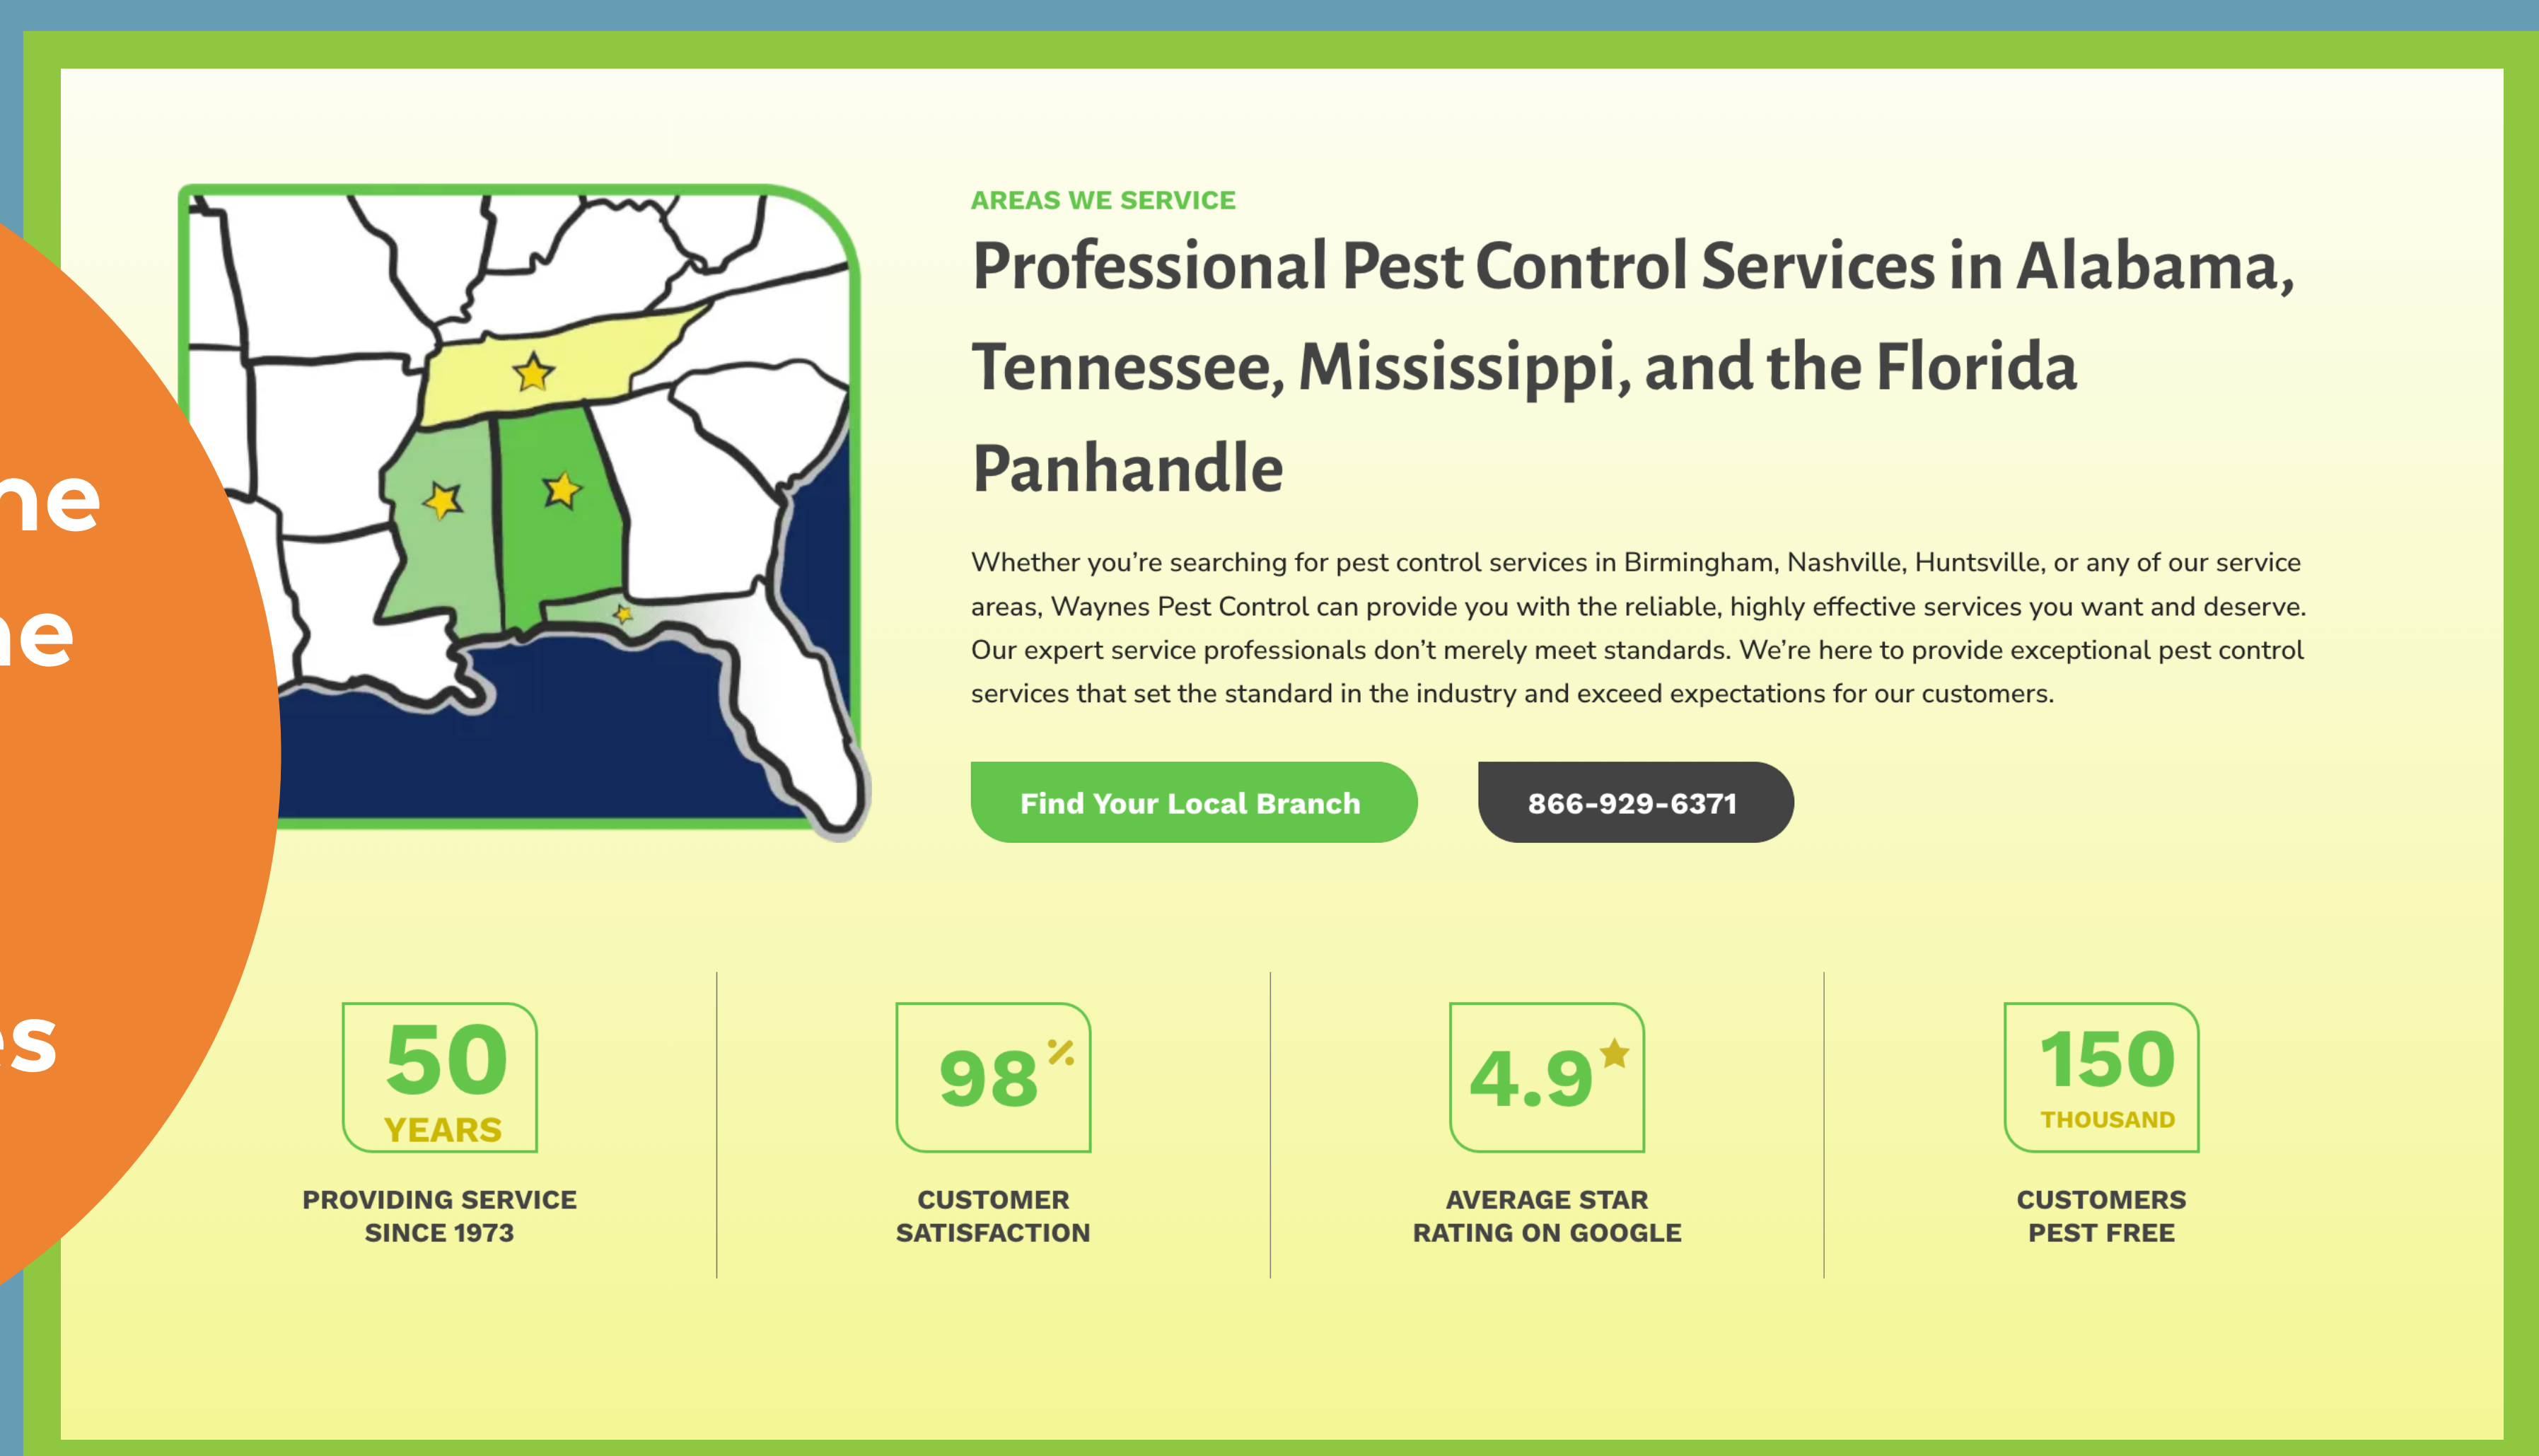 AREAS WE SERVICE
Professional Pest Control Services in Alabama,
Tennessee, Mississippi, and the Florida
Panhandle
Whether you’re searching for pest control services in Birmingham, Nashville, Huntsville, or any of our service
areas, Waynes Pest Control can provide you with the reliable, highly effective services you want and deserve.
Our expert service professionals don’t merely meet standards. We’re here to provide exceptional pest control
services that set the standard in the industry and exceed expectations for our customers.
Find Your Local Branch
866-929-6371
50
YEARS
PROVIDING SERVICE
SINCE 1973
98%
CUSTOMER
SATISFACTION
4.9
AVERAGE STAR
RATING ON GOOGLE
150
THOUSAND
CUSTOMERS
PEST FREE